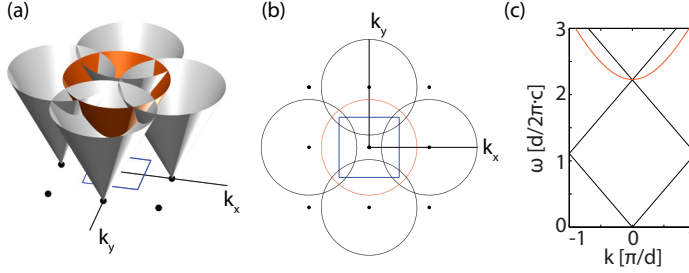 (a)
k_x
k_y
(b)
k_y
k_x
(c)
3
2
1
0
ω [d/2π·c]
-1
0
1
k [π/d]